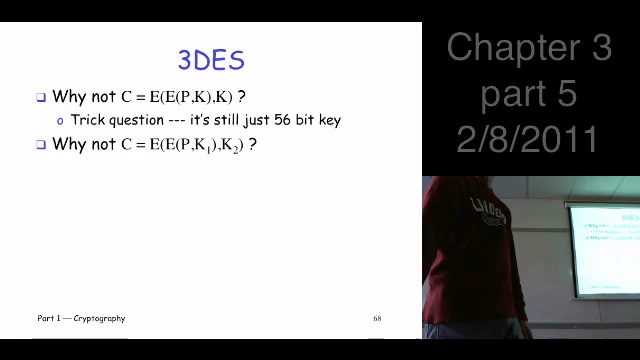 3DES
Why not C = E(E(P,K),K) ?
Trick question --- it's still just 56 bit key
Why not C = E(E(P,K₁),K₂) ?
Part 1 — Cryptography
68
Chapter 3
part 5
2/8/2011
3DES